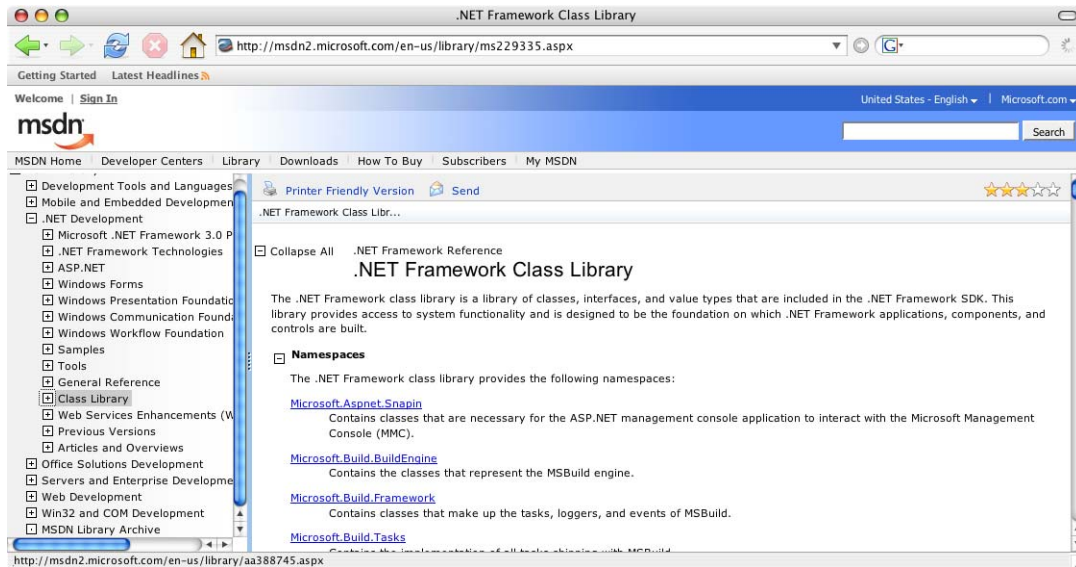 .NET Framework Class Library
http://msdn2.microsoft.com/en-us/library/ms229335.aspx
G
Getting Started Latest Headlines
Welcome | Sign In
United States - English | Microsoft.com
msdn
Search
MSDN Home Developer Centers Library Downloads How To Buy Subscribers My MSDN
Development Tools and Languages
Mobile and Embedded Developmen
.NET Development
Microsoft .NET Framework 3.0 P
.NET Framework Technologies
ASP.NET
Windows Forms
Windows Presentation Foundatio
Windows Communication Founda
Windows Workflow Foundation
Samples
Tools
General Reference
Class Library
Web Services Enhancements (W
Previous Versions
Articles and Overviews
Office Solutions Development
Servers and Enterprise Developme
Web Development
Win32 and COM Development
MSDN Library Archive
Printer Friendly Version Send
.NET Framework Class Libr...
Collapse All .NET Framework Reference
.NET Framework Class Library
The .NET Framework class library is a library of classes, interfaces, and value types that are included in the .NET Framework SDK. This
library provides access to system functionality and is designed to be the foundation on which .NET Framework applications, components, and
controls are built.
Namespaces
The .NET Framework class library provides the following namespaces:
Microsoft.Aspnet.Snapin
Contains classes that are necessary for the ASP.NET management console application to interact with the Microsoft Management
Console (MMC).
Microsoft.Build.BuildEngine
Contains the classes that represent the MSBuild engine.
Microsoft.Build.Framework
Contains classes that make up the tasks, loggers, and events of MSBuild.
Microsoft.Build.Tasks
Contains the implementation of all tasks shipping with MSBuild
http://msdn2.microsoft.com/en-us/library/aa388745.aspx